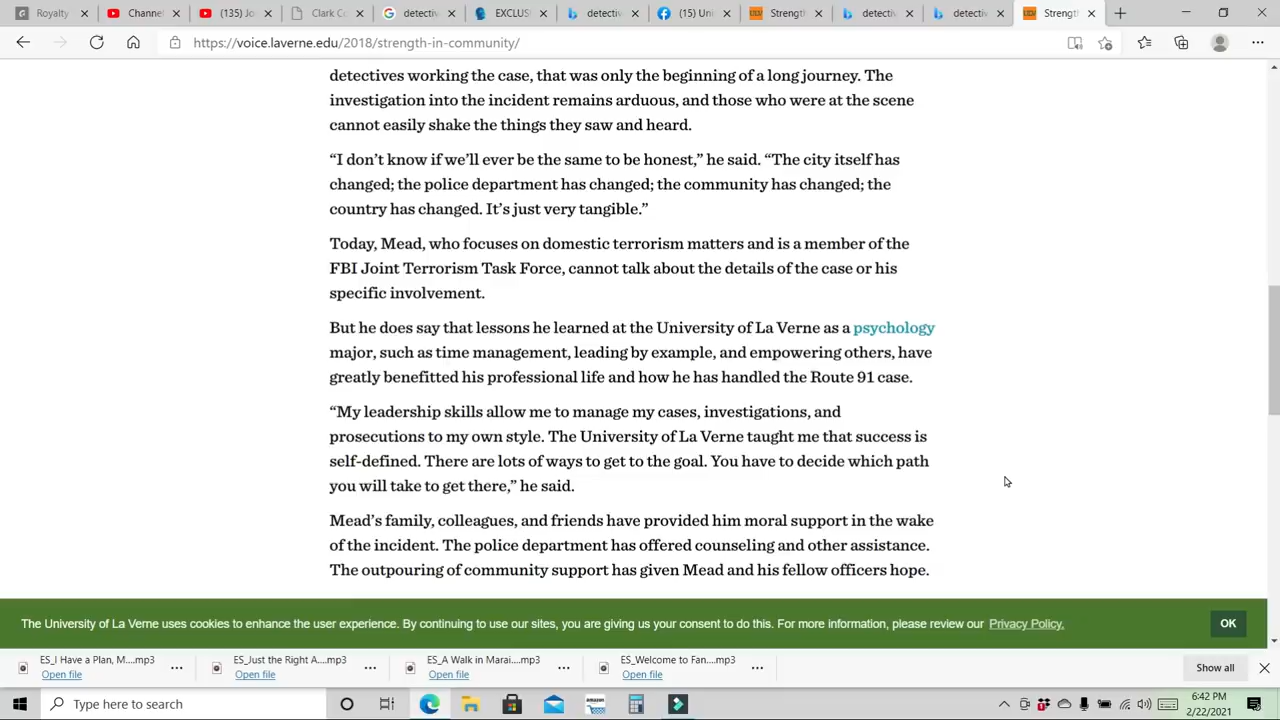 Royalty
Channel
(135) Jo
Clark Co
detective
EXCLUS
detectiv
(15) Un
Strength
detectiv
detectiv
Strengt
https://voice.laverne.edu/2018/strength-in-community/
detectives working the case, that was only the beginning of a long journey. The
investigation into the incident remains arduous, and those who were at the scene
cannot easily shake the things they saw and heard.
“I don’t know if we’ll ever be the same to be honest,” he said. “The city itself has
changed; the police department has changed; the community has changed; the
country has changed. It’s just very tangible.”
Today, Mead, who focuses on domestic terrorism matters and is a member of the
FBI Joint Terrorism Task Force, cannot talk about the details of the case or his
specific involvement.
But he does say that lessons he learned at the University of La Verne as a psychology
major, such as time management, leading by example, and empowering others, have
greatly benefitted his professional life and how he has handled the Route 91 case.
“My leadership skills allow me to manage my cases, investigations, and
prosecutions to my own style. The University of La Verne taught me that success is
self-defined. There are lots of ways to get to the goal. You have to decide which path
you will take to get there,” he said.
Mead’s family, colleagues, and friends have provided him moral support in the wake
of the incident. The police department has offered counseling and other assistance.
The outpouring of community support has given Mead and his fellow officers hope.
The University of La Verne uses cookies to enhance the user experience. By continuing to use our sites, you are giving us your consent to do this. For more information, please review our Privacy Policy.
OK
ES_I Have a Plan, M....mp3
Open file
ES_Just the Right A....mp3
Open file
ES_A Walk in Marai....mp3
Open file
ES_Welcome to Fan....mp3
Open file
Show all
Type here to search
amazon
6:42 PM
2/22/2021